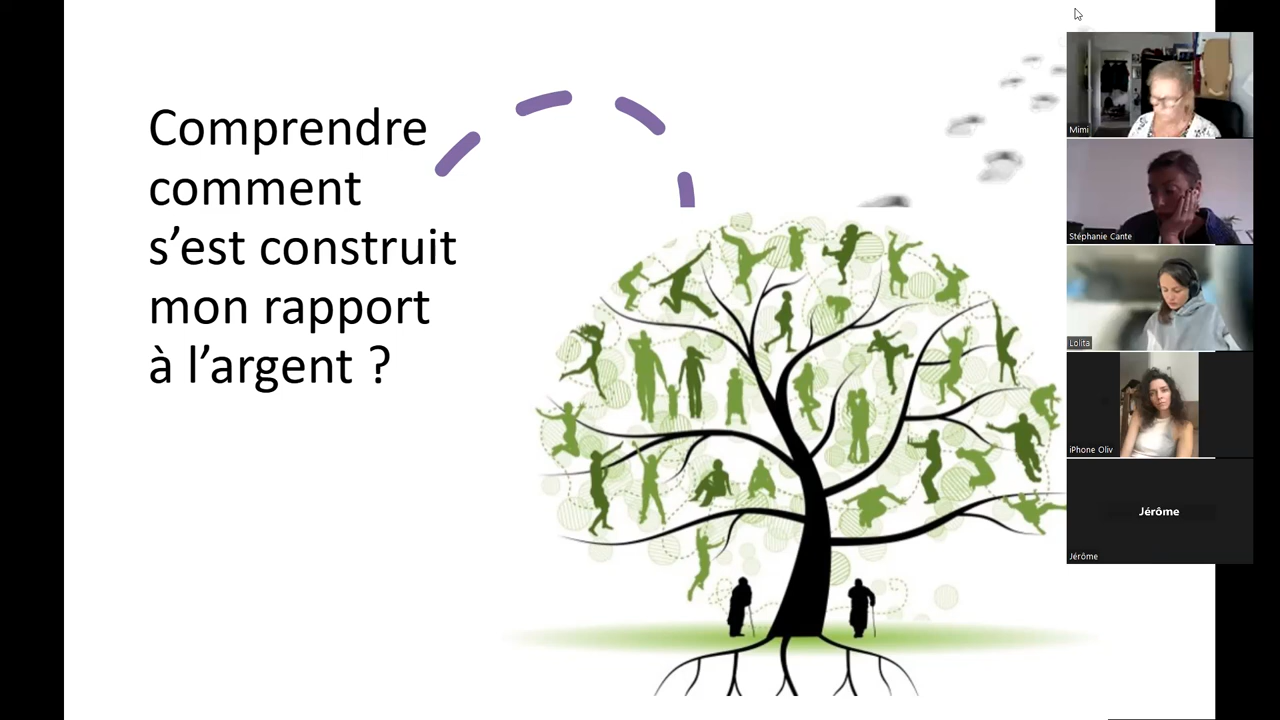 Comprendre
comment
s’est construit
mon rapport
à l’argent ?
Mimi
Stéphanie Cante
Lolita
iPhone Oliv
Jérôme
Jérôme